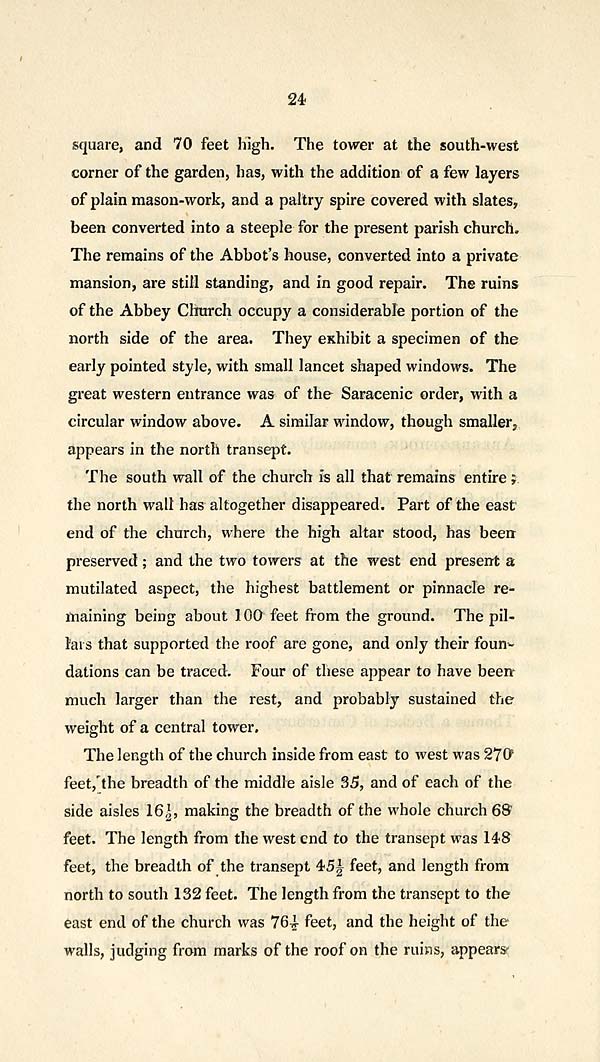 24
square, and 70 feet high. The tower at the south-west
corner of the garden, has, with the addition of a few layers
of plain mason-work, and a paltry spire covered with slates,
been converted into a steeple for the present parish church.
The remains of the Abbot's house, converted into a private
mansion, are still standing, and in good repair. The ruins
of the Abbey Church occupy a considerable portion of the
north side of the area. They exhibit a specimen of the
early pointed style, with small lancet shaped windows. The
great western entrance was of the Saracenic order, with a
circular window above. A similar window, though smaller,
appears in the north transept.
The south wall of the church is all that remains entire;
the north wall has altogether disappeared. Part of the east
end of the church, where the high altar stood, has been
preserved; and the two towers at the west end present a
mutilated aspect, the highest battlement or pinnacle re-
maining being about 100 feet from the ground. The pil-
lars that supported the roof are gone, and only their foun-
dations can be traced. Four of these appear to have been
much larger than the rest, and probably sustained the
weight of a central tower.
The length of the church inside from east to west was 270
feet, the breadth of the middle aisle 35, and of each of the
side aisles 16½, making the breadth of the whole church 68
feet. The length from the west end to the transept was 148
feet, the breadth of the transept 45½ feet, and length from
north to south 132 feet. The length from the transept to the
east end of the church was 76½ feet, and the height of the
walls, judging from marks of the roof on the ruins, appears